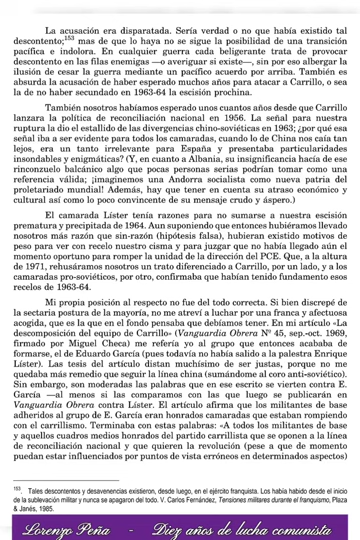 La acusación era disparatada. Sería verdad o no que había existido tal
descontento;153 mas de que lo haya no se sigue la posibilidad de una transición
pacífica e indolora. En cualquier guerra cada beligerante trata de provocar
descontento en las filas enemigas —o averiguar si existe—, sin por eso albergar la
ilusión de cesar la guerra mediante un pacífico acuerdo por arriba. También es
absurda la acusación de haber esperado muchos años para atacar a Carrillo, o sea
la de no haber secundado en 1963-64 la escisión prochina.
También nosotros habíamos esperado unos cuantos años desde que Carrillo
lanzara la política de reconciliación nacional en 1956. La señal para nuestra
ruptura la dio el estallido de las divergencias chino-soviéticas en 1963; ¿por qué esa
señal iba a ser evidente para todos los camaradas, cuando lo de China nos caía tan
lejos, era un tanto irrelevante para España y presentaba particularidades
insondables y enigmáticas? (Y, en cuanto a Albania, su insignificancia hacía de ese
rinconzuelo balcánico algo que pocas personas serias podrían tomar como una
referencia válida; ¡imaginemos una Andorra socialista como nueva patria del
proletariado mundial! Además, hay que tener en cuenta su atraso económico y
cultural así como lo poco convincente de su mensaje crudo y áspero.)
El camarada Líster tenía razones para no sumarse a nuestra escisión
prematura y precipitada de 1964. Aun suponiendo que entonces hubiéramos llevado
nosotros más razón que sin-razón (hipótesis falsa), hubieran existido motivos de
peso para ver con recelo nuestro cisma y para juzgar que no había llegado aún el
momento oportuno para romper la unidad de la dirección del PCE. Que, a la altura
de 1971, rehusáramos nosotros un trato diferenciado a Carrillo, por un lado, y a los
camaradas pro-soviéticos, por otro, confirmaba que habían tenido fundamento esos
recelos de 1963-64.
Mi propia posición al respecto no fue del todo correcta. Si bien discrepé de
la sectaria postura de la mayoría, no me atreví a luchar por una franca y afectuosa
acogida, que es la que en el fondo pensaba que debíamos tener. En mi artículo «La
descomposición del equipo de Carrillo» (Vanguardia Obrera Nº 45, sep.-oct. 1969,
firmado por Miguel Checa) me refería yo al grupo que entonces acababa de
formarse, el de Eduardo García (pues todavía no había salido a la palestra Enrique
Líster). Las tesis del artículo distan muchísimo de ser justas, porque no me
quedaba más remedio que seguir la línea china (sumándome al coro anti-soviético).
Sin embargo, son moderadas las palabras que en ese escrito se vierten contra E.
García —al menos si las comparamos con las que luego se publicarán en
Vanguardia Obrera contra Líster. El artículo afirma que los militantes de base
adheridos al grupo de E. García eran honrados camaradas que estaban rompiendo
con el carrillismo. Terminaba con estas palabras: «A todos los militantes de base
y aquellos cuadros medios honrados del partido carrillista que se oponen a la línea
de reconciliación nacional y que quieren la revolución (pese a que de momento
puedan estar influenciados por puntos de vista erróneos en determinados aspectos)
153 Tales descontentos y desavenencias existieron, desde luego, en el ejército franquista. Los había habido desde el inicio
de la sublevación militar y nunca se apagaron del todo. V. Carlos Fernández, Tensiones militares durante el franquismo, Plaza
& Janés, 1985.
Lorenzo Peña - Diez años de lucha comunista